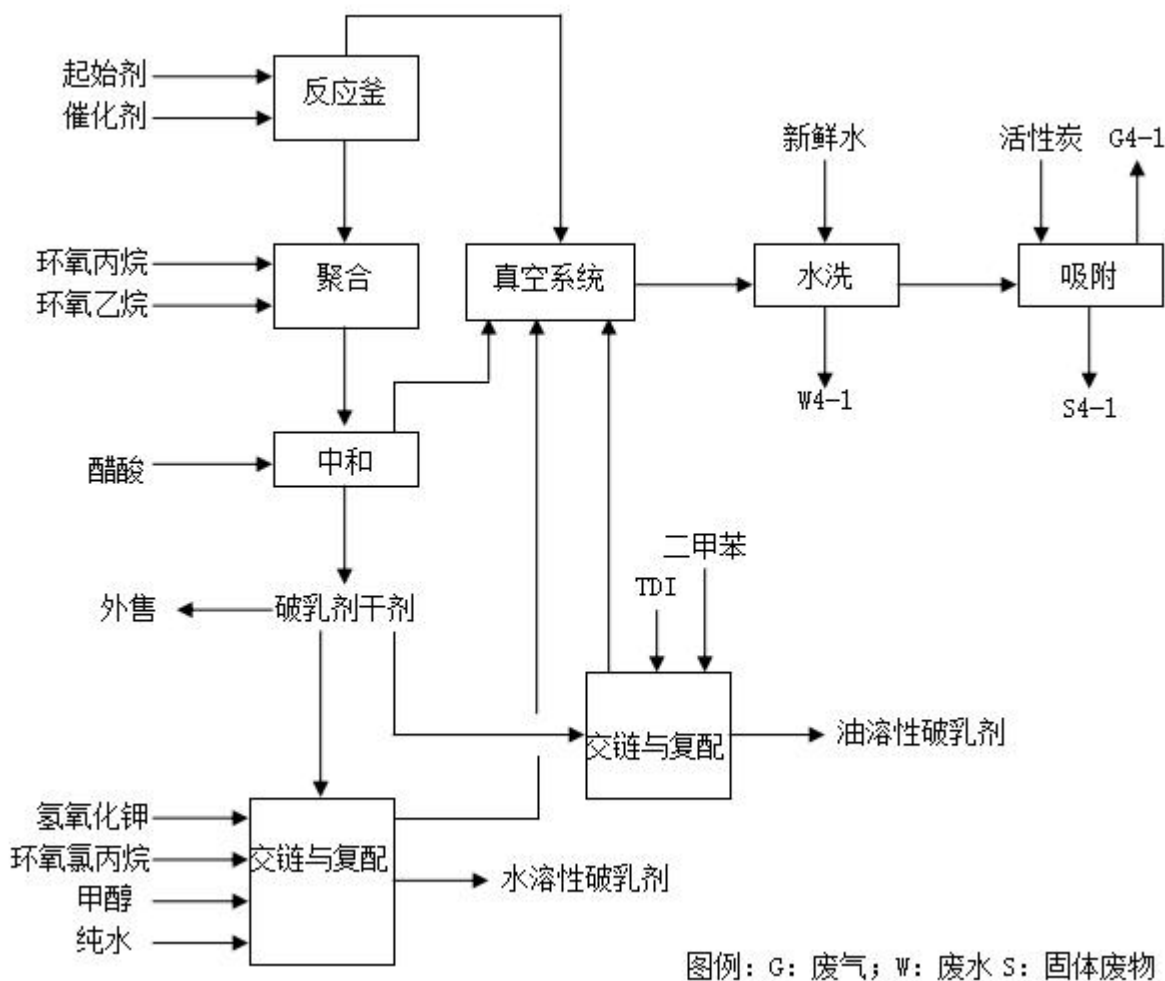 起始剂
催化剂
反应釜
新鲜水
活性炭
G4-1
环氧丙烷
环氧乙烷
聚合
真空系统
水洗
吸附
W4-1
S4-1
醋酸
中和
二甲苯
TDI
外售
破乳剂干剂
交链与复配
油溶性破乳剂
氢氧化钾
环氧氯丙烷
甲醇
纯水
交链与复配
水溶性破乳剂
图例：G：废气；W：废水 S：固体废物